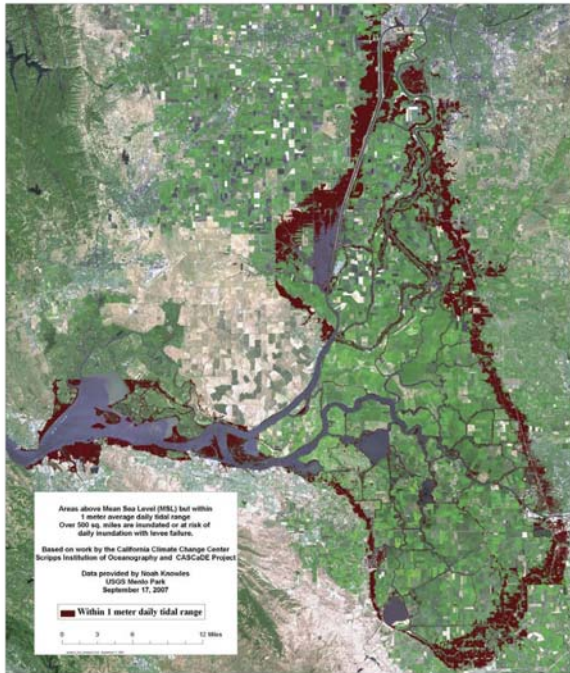 Areas above Mean Sea Level (MSL) but within
1 meter average daily tidal range
Over 500 sq. miles are inundated or at risk of
daily inundation with levee failure.
Based on work by the California Climate Change Center
Scripps Institution of Oceanography and CASCaDE Project
Data provided by Noah Knowles
USGS Menlo Park
September 17, 2007
Within 1 meter daily tidal range
0 3 6 12 Miles